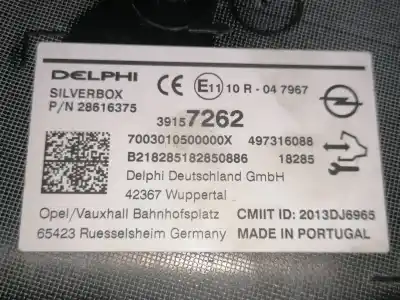 DELPHI
SILVERBOX
P/N 28616375
CE E11 10 R - 04 7967
39157262
7003010500000X 497316088
B218285182850886 18285
Delphi Deutschland GmbH
42367 Wuppertal
Opel/Vauxhall Bahnhofsplatz CMIIT ID: 2013DJ6965
65423 Ruesselsheim Germany MADE IN PORTUGAL